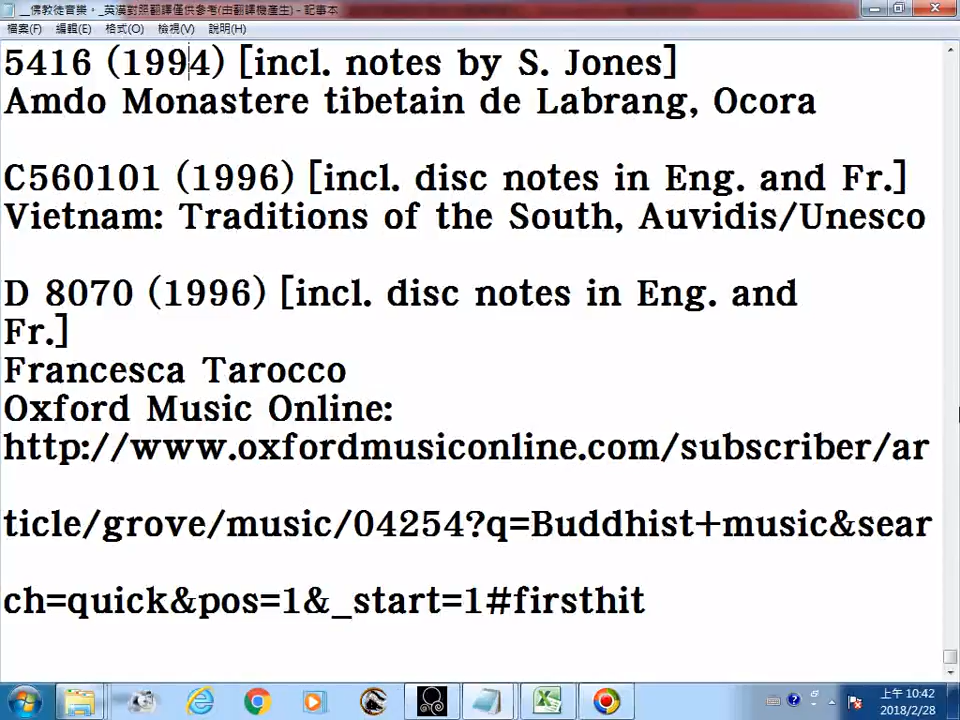 __佛教徒音樂。_英漢對照翻譯僅供參考(由翻譯機產生) - 記事本
檔案(F) 編輯(E) 格式(O) 檢視(V) 說明(H)
5416 (1994) [incl. notes by S. Jones]
Amdo Monastere tibetain de Labrang, Ocora
C560101 (1996) [incl. disc notes in Eng. and Fr.]
Vietnam: Traditions of the South, Auvidis/Unesco
D 8070 (1996) [incl. disc notes in Eng. and
Fr.]
Francesca Tarocco
Oxford Music Online:
http://www.oxfordmusiconline.com/subscriber/ar
ticle/grove/music/04254?q=Buddhist+music&sear
ch=quick&pos=1&_start=1#firsthit
上午 10:42
2018/2/28